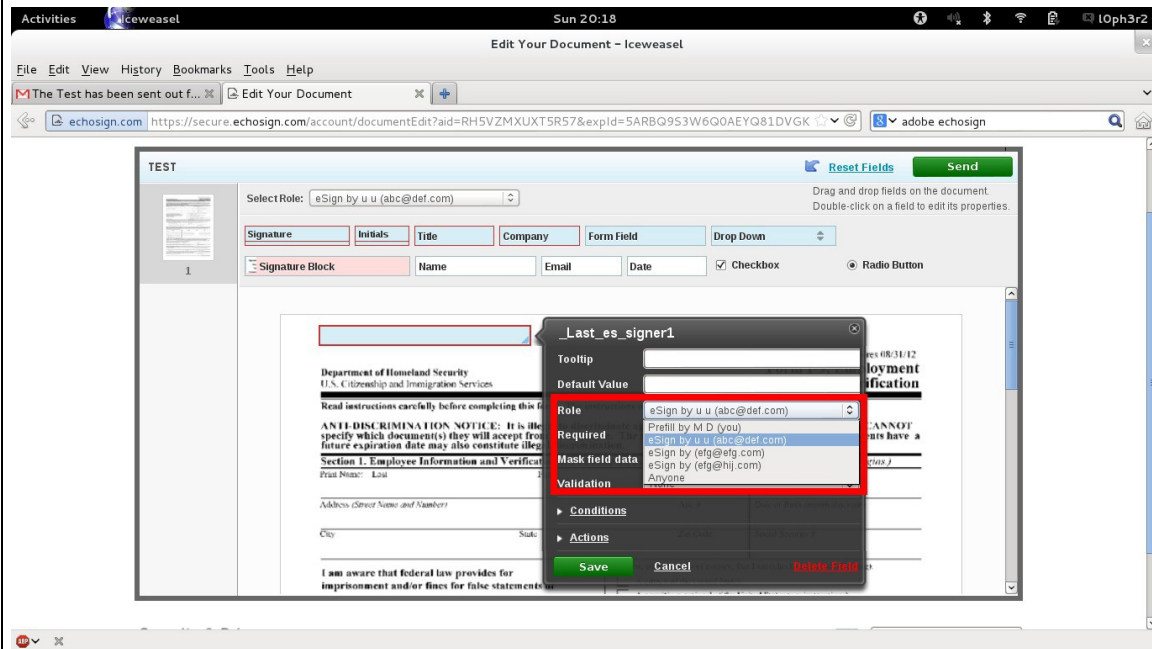 Activities Iceweasel Sun 20:18 l0ph3r2
Edit Your Document - Iceweasel
File Edit View History Bookmarks Tools Help
The Test has been sent out f... Edit Your Document
echosign.com https://secure.echosign.com/account/documentEdit?aid=RH5VZMXUXT5R57&expId=5ARBQ9S3W6Q0AEYQ81DVGK adobe echosign
TEST Reset Fields Send
Select Role: eSign by u u (abc@def.com)
Drag and drop fields on the document.
Double-click on a field to edit its properties.
Signature Initials Title Company Form Field Drop Down
Signature Block Name Email Date Checkbox Radio Button
1
_Last_es_signer1
Tooltip
Default Value
Role eSign by u u (abc@def.com)
Prefill by M D (you)
Required eSign by u u (abc@def.com)
eSign by (efg@efg.com)
Mask field data eSign by (efg@hij.com)
Anyone
Validation
Conditions
Actions
Save Cancel Delete Field
08/31/12
Department of Homeland Security
U.S. Citizenship and Immigration Services
Read instructions carefully before completing this
ANTI-DISCRIMINATION NOTICE: It is CANNOT
specify which document(s) they will accept have a
future expiration date may also constitute
Section 1. Employee Information and
Print Name: Last
Address (Street Name and Number)
City State
I am aware that federal law provides for
imprisonment and/or fines for false statements
ABP